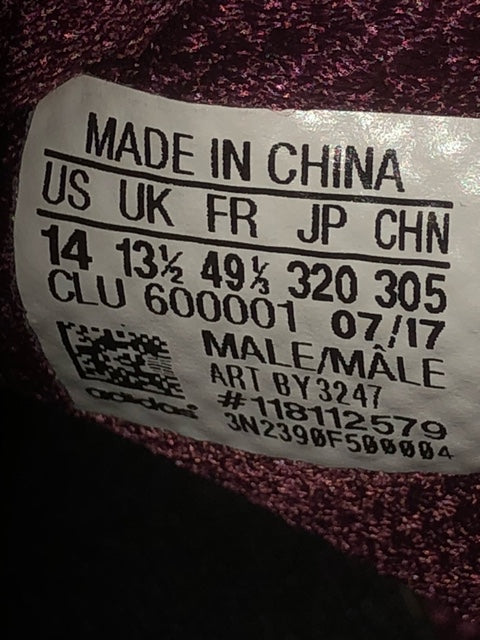 MADE IN CHINA
US UK FR JP CHN
14 13½ 49⅓ 320 305
CLU 600001 07/17
MALE/MÂLE
ART BY3247
#118112579
adidas
3N2390F500004